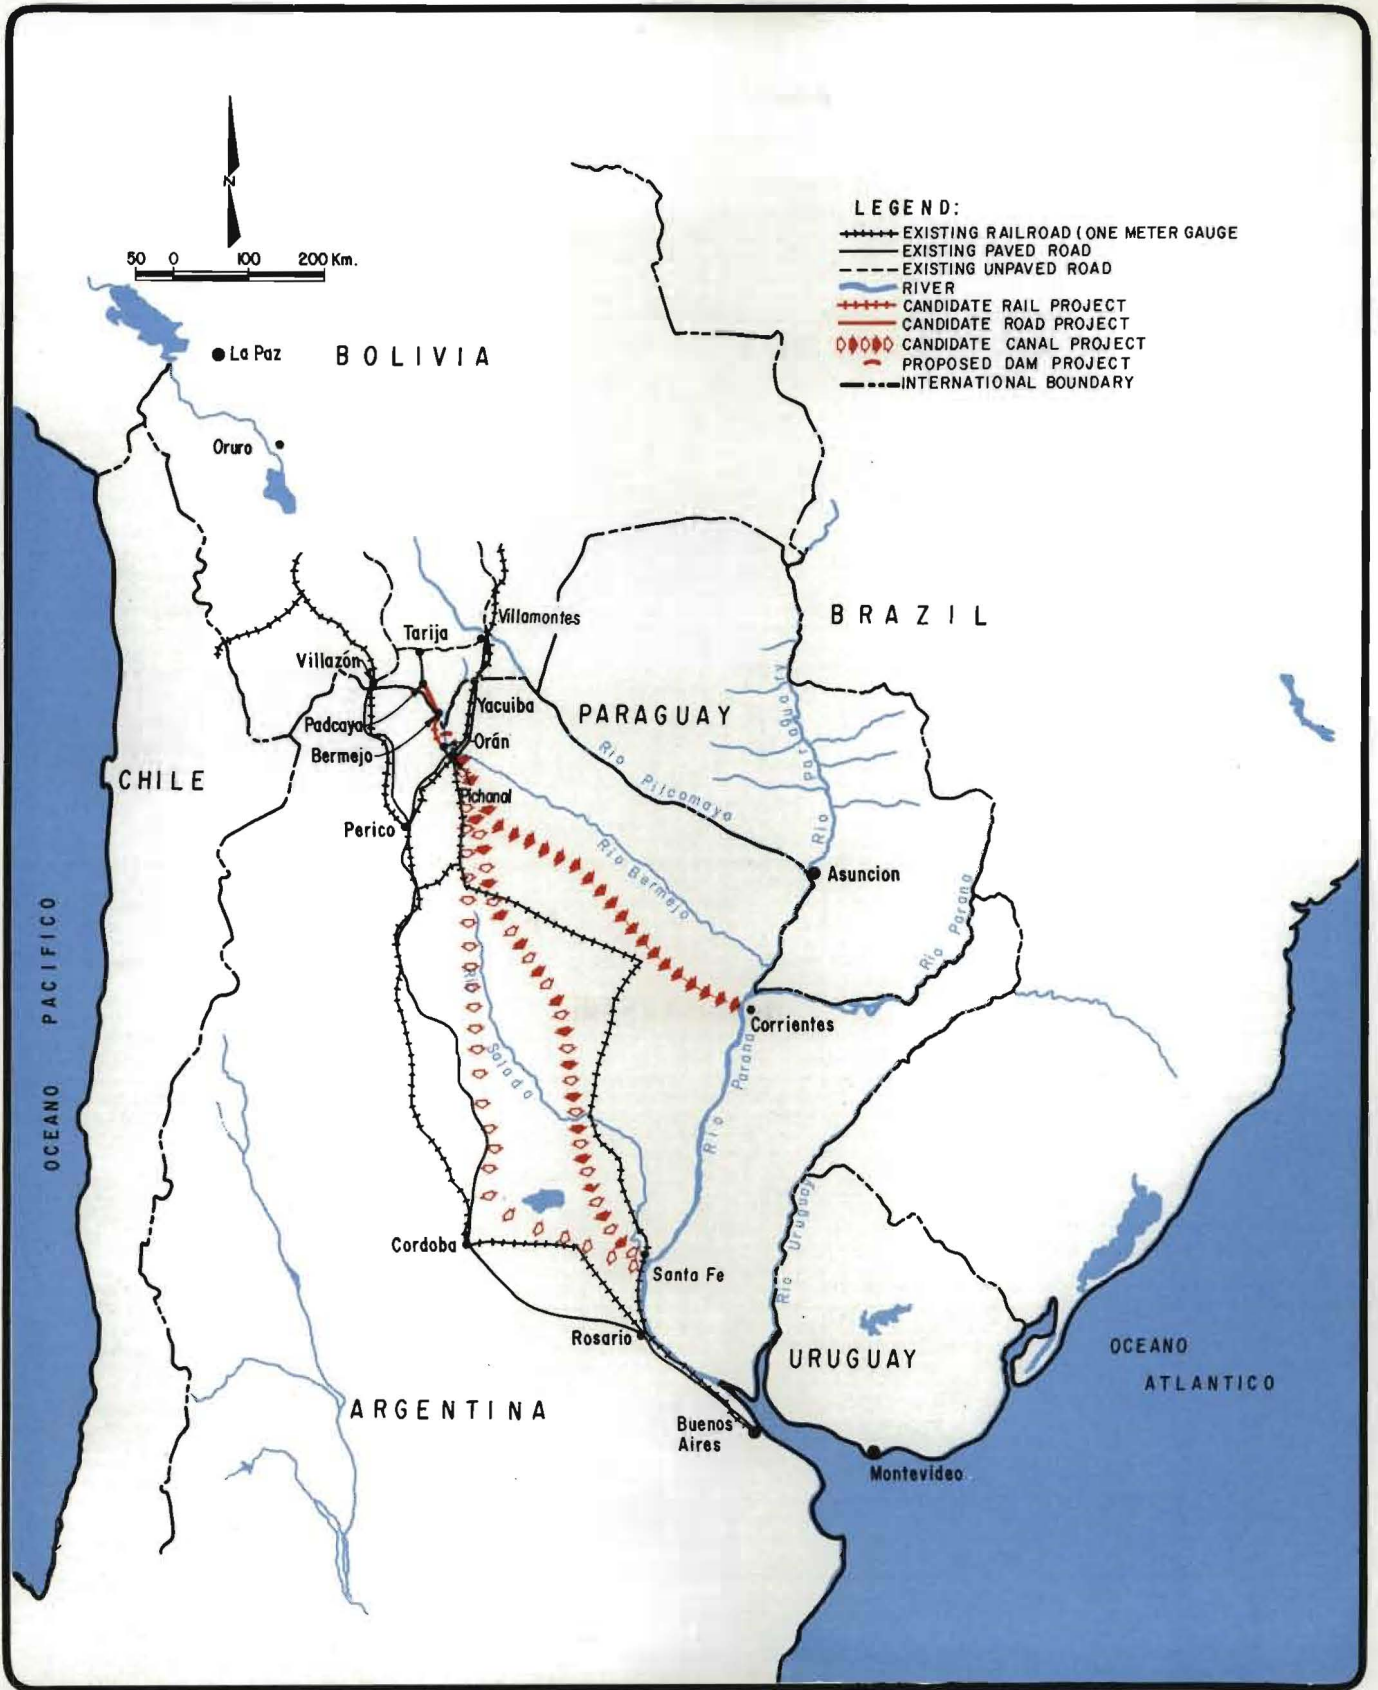 N
LEGEND:
EXISTING RAILROAD (ONE METER GAUGE
EXISTING PAVED ROAD
EXISTING UNPAVED ROAD
RIVER
CANDIDATE RAIL PROJECT
CANDIDATE ROAD PROJECT
CANDIDATE CANAL PROJECT
PROPOSED DAM PROJECT
INTERNATIONAL BOUNDARY
50 0 100 200 Km.
La Paz
BOLIVIA
Oruro
BRAZIL
Villamontes
Tarija
Villazón
Padcaya
Yacuiba
PARAGUAY
Rio Paraguary
Orán
Bermejo
Rio Pilcomayo
CHILE
Pichanal
Perico
Rio Bermejo
Asuncion
Rio Parana
OCEANO PACIFICO
Rio Salado
Corrientes
Rio Parana
Rio Uruguay
Cordoba
Santa Fe
Rosario
URUGUAY
OCEANO
ATLANTICO
ARGENTINA
Buenos
Aires
Montevideo